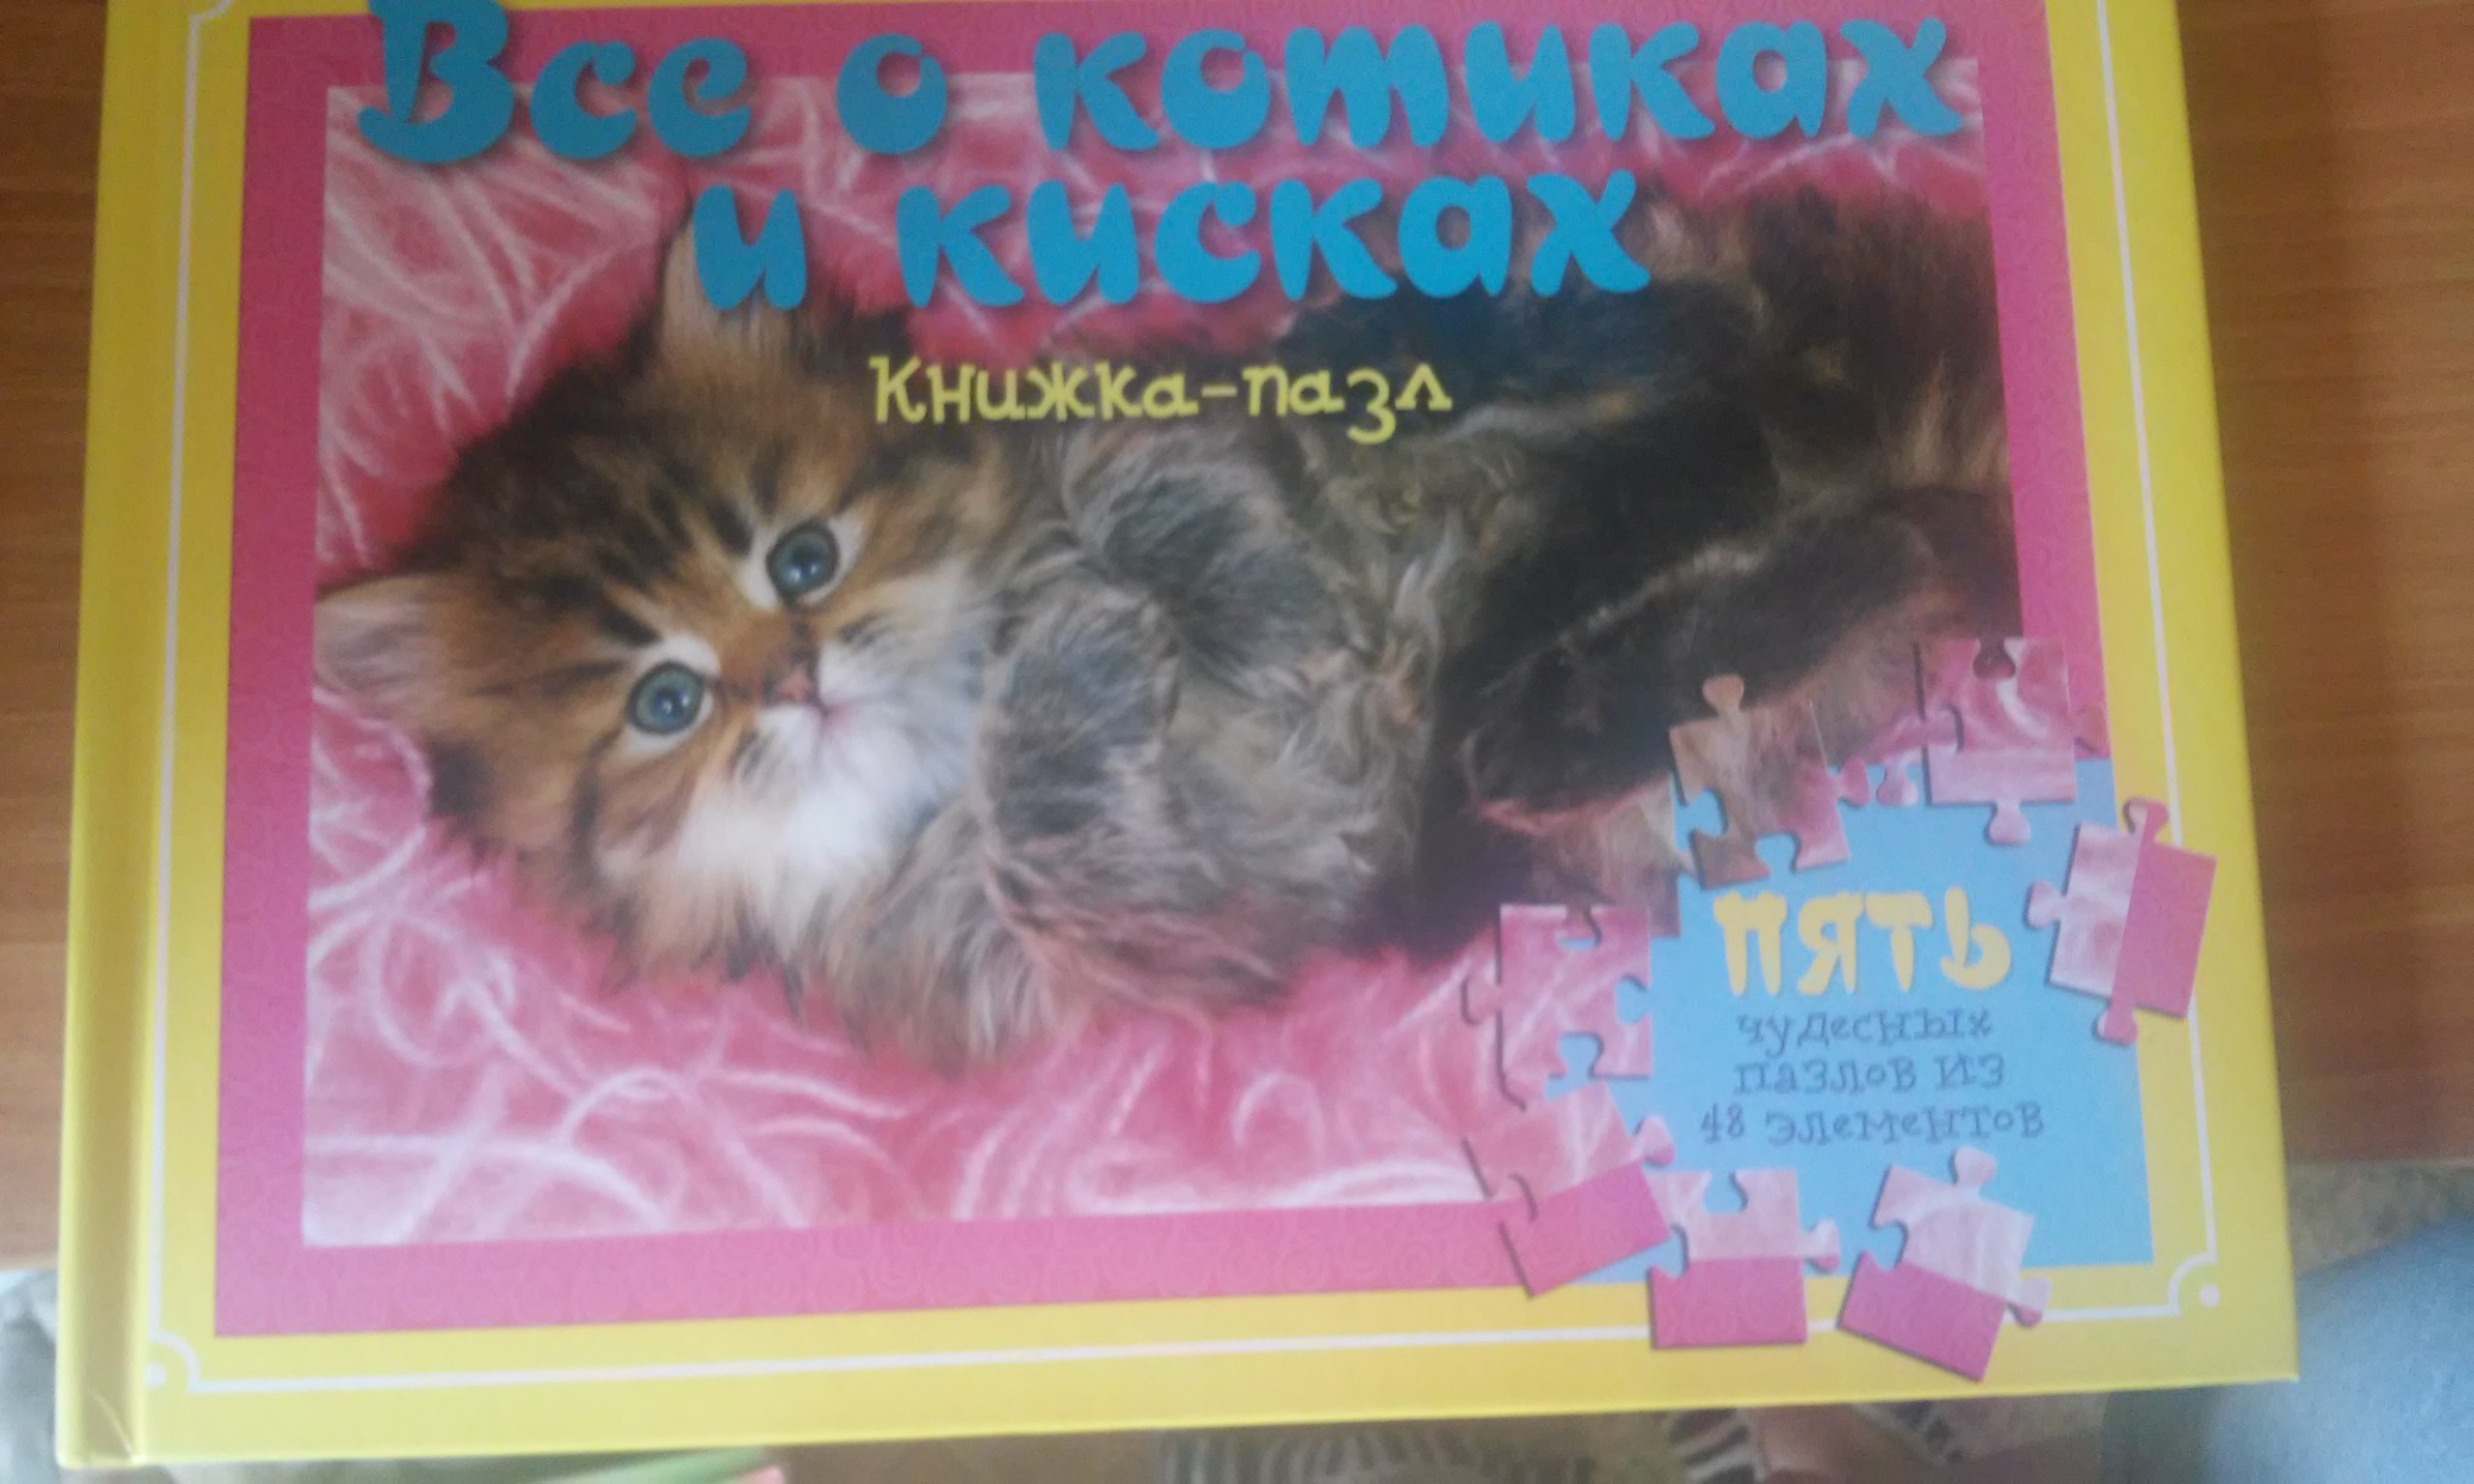 Все о котиках
и кисках
Книжка-пазл
ПЯТЬ
чудесных
пазлов из
48 элементов